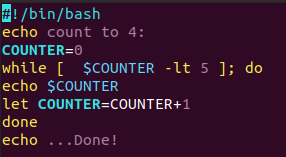 #!/bin/bash
echo count to 4:
COUNTER=0
while [  $COUNTER -lt 5 ]; do
echo $COUNTER
let COUNTER=COUNTER+1
done
echo ...Done!